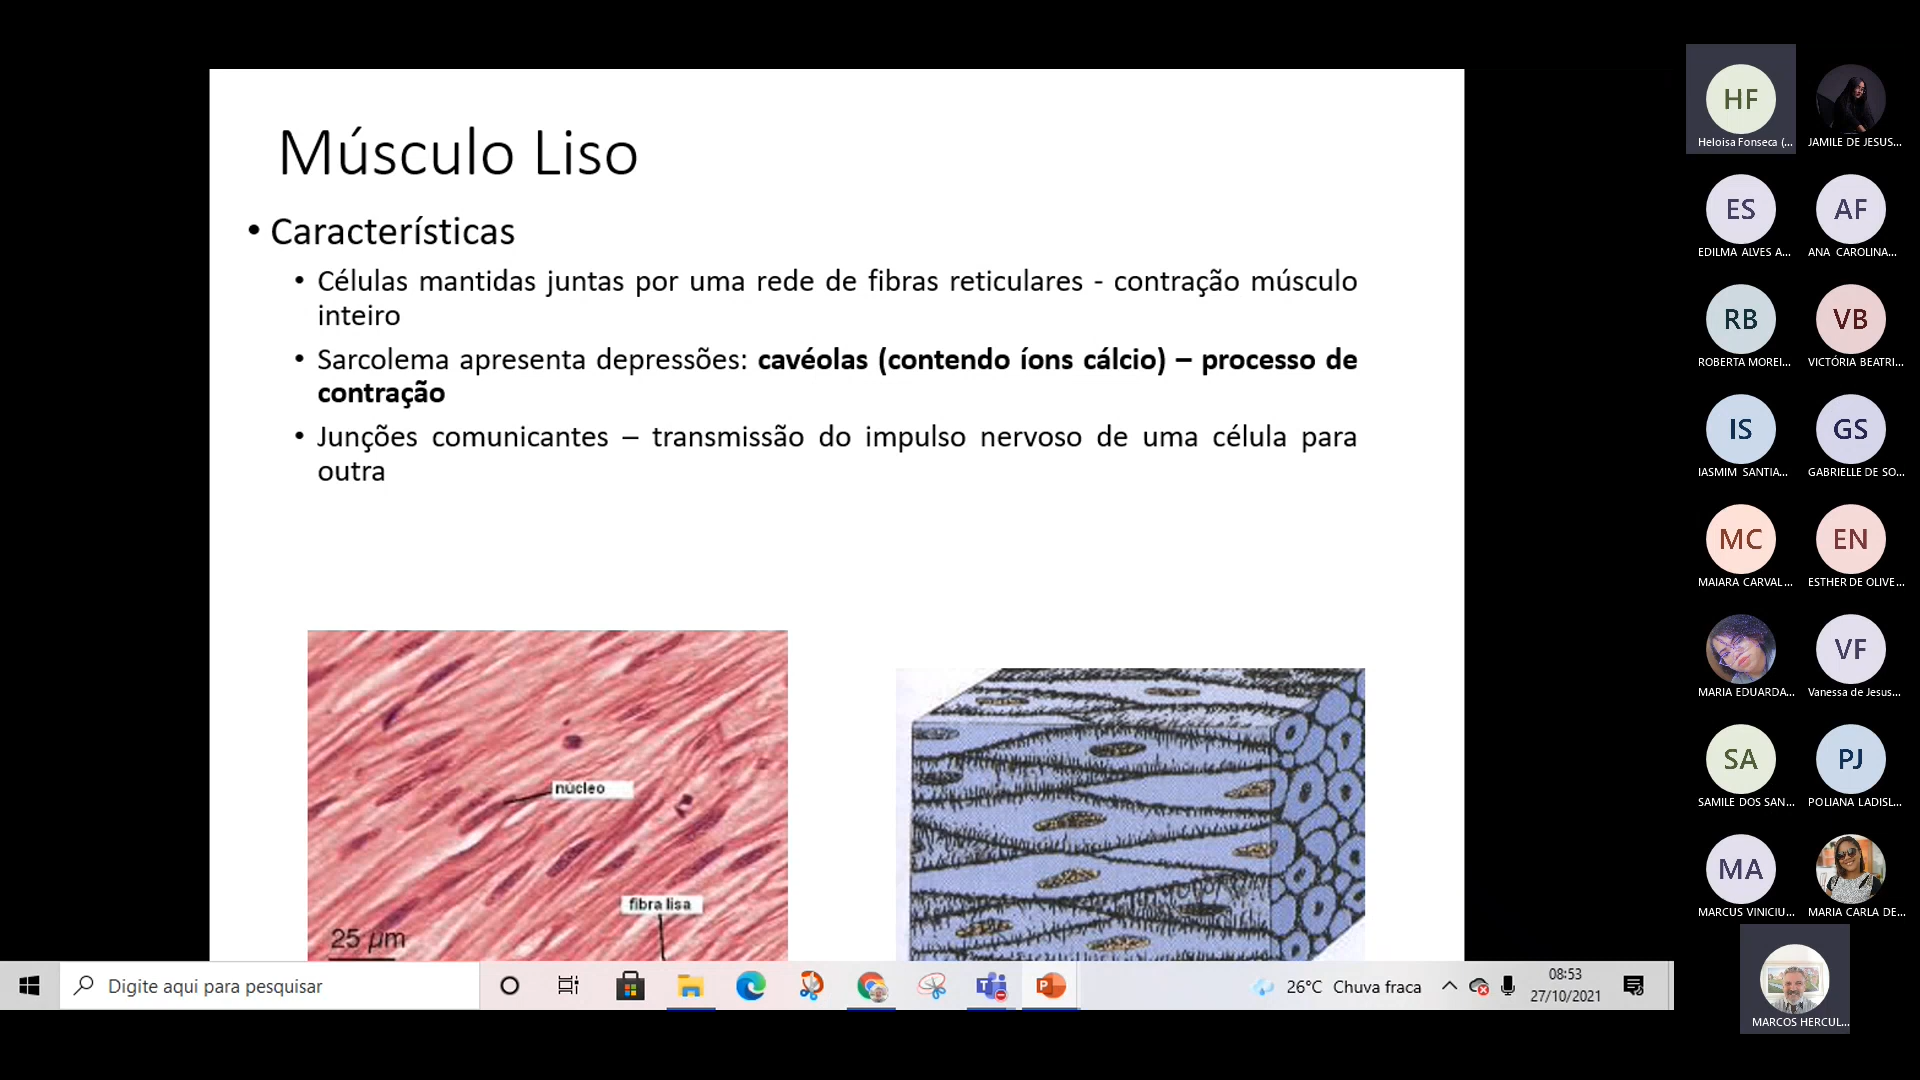 Músculo Liso
• Características
• Células mantidas juntas por uma rede de fibras reticulares - contração músculo
inteiro
• Sarcolema apresenta depressões: cavéolas (contendo íons cálcio) – processo de
contração
• Junções comunicantes – transmissão do impulso nervoso de uma célula para
outra
núcleo
fibra lisa
25 µm
Digite aqui para pesquisar
26°C Chuva fraca
08:53
27/10/2021
HF
Heloisa Fonseca (...
JAMILE DE JESUS...
ES
EDILMA ALVES A...
AF
ANA CAROLINA...
RB
ROBERTA MOREI...
VB
VICTÓRIA BEATRI...
IS
IASMIM SANTIA...
GS
GABRIELLE DE SO...
MC
MAIARA CARVAL...
EN
ESTHER DE OLIVE...
MARIA EDUARDA...
VF
Vanessa de Jesus...
SA
SAMILE DOS SAN...
PJ
POLIANA LADISL...
MA
MARCUS VINICIU...
MARIA CARLA DE...
MARCOS HERCUL...